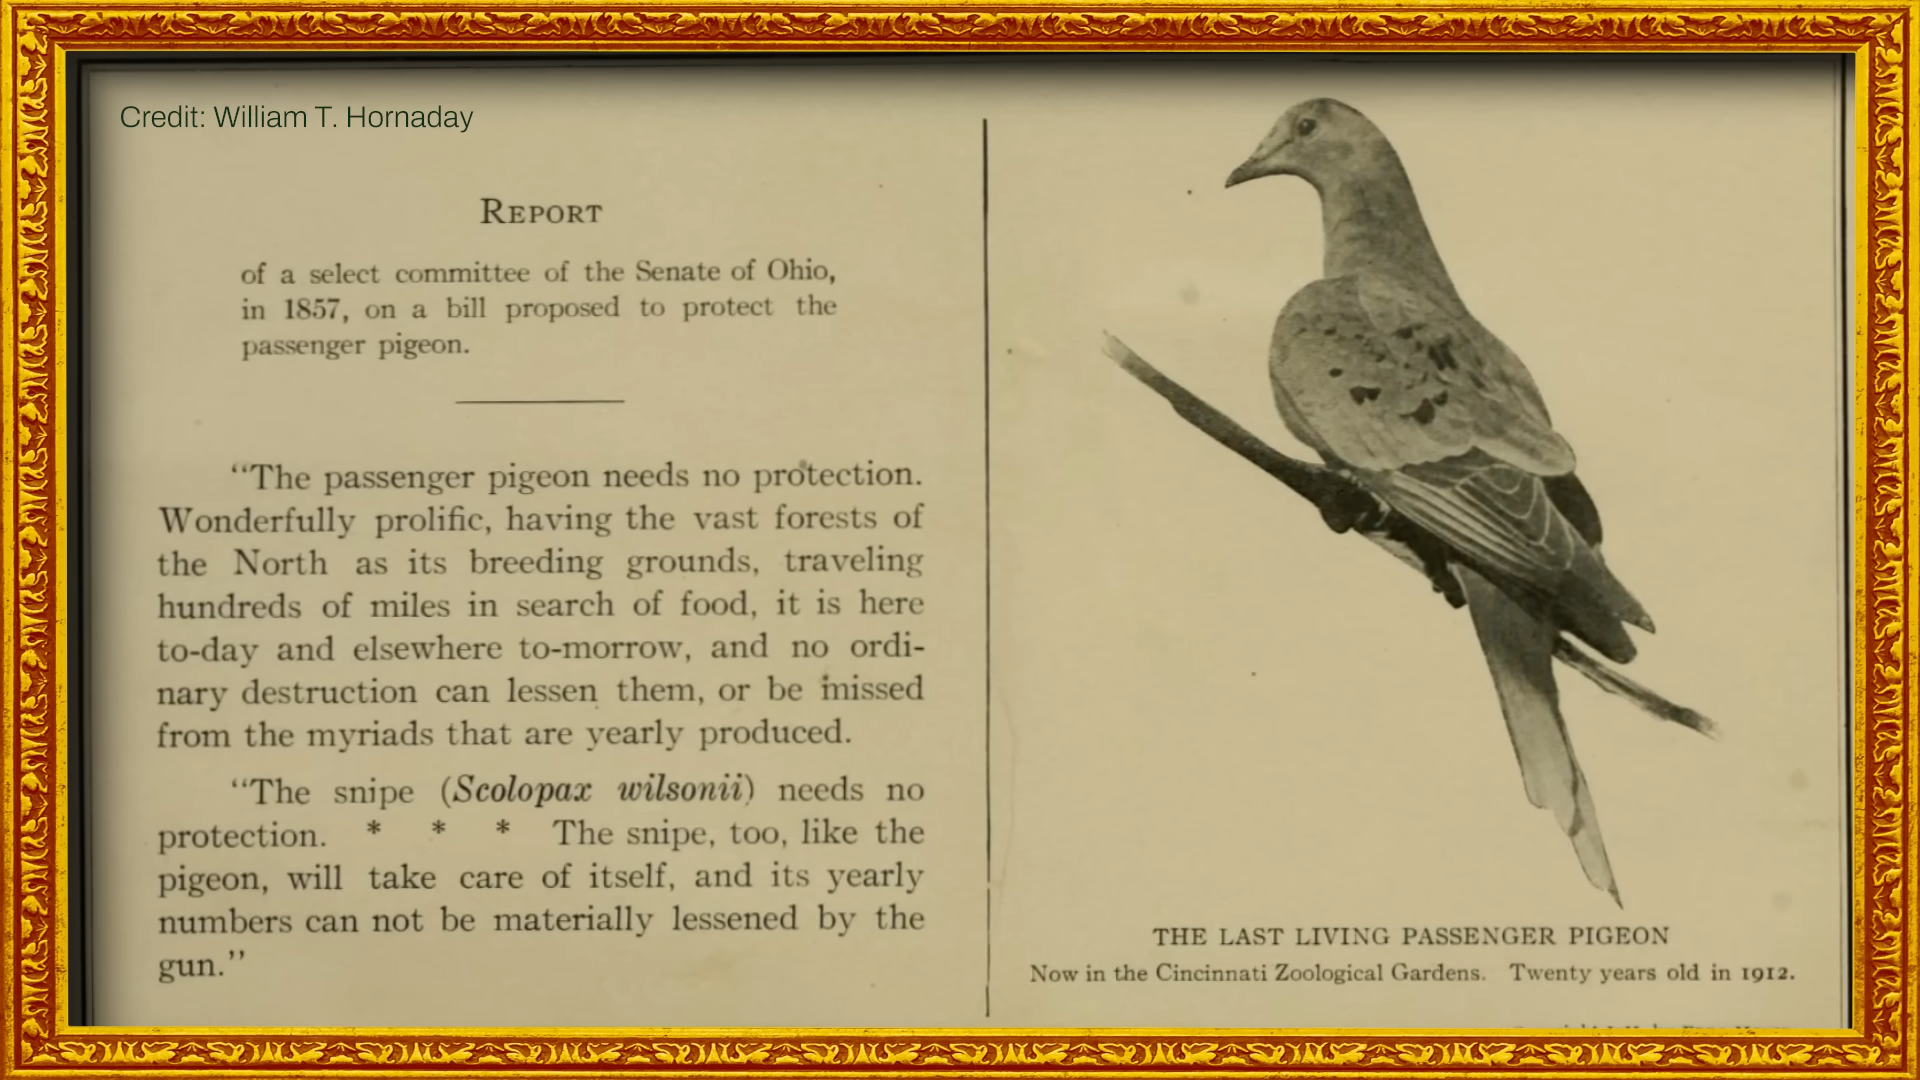 Credit: William T. Hornaday
REPORT
of a select committee of the Senate of Ohio,
in 1857, on a bill proposed to protect the
passenger pigeon.
“The passenger pigeon needs no protection.
Wonderfully prolific, having the vast forests of
the North as its breeding grounds, traveling
hundreds of miles in search of food, it is here
to-day and elsewhere to-morrow, and no ordi-
nary destruction can lessen them, or be missed
from the myriads that are yearly produced.
“The snipe (Scolopax wilsonii) needs no
protection. * * * The snipe, too, like the
pigeon, will take care of itself, and its yearly
numbers can not be materially lessened by the
gun.”
THE LAST LIVING PASSENGER PIGEON
Now in the Cincinnati Zoological Gardens. Twenty years old in 1912.